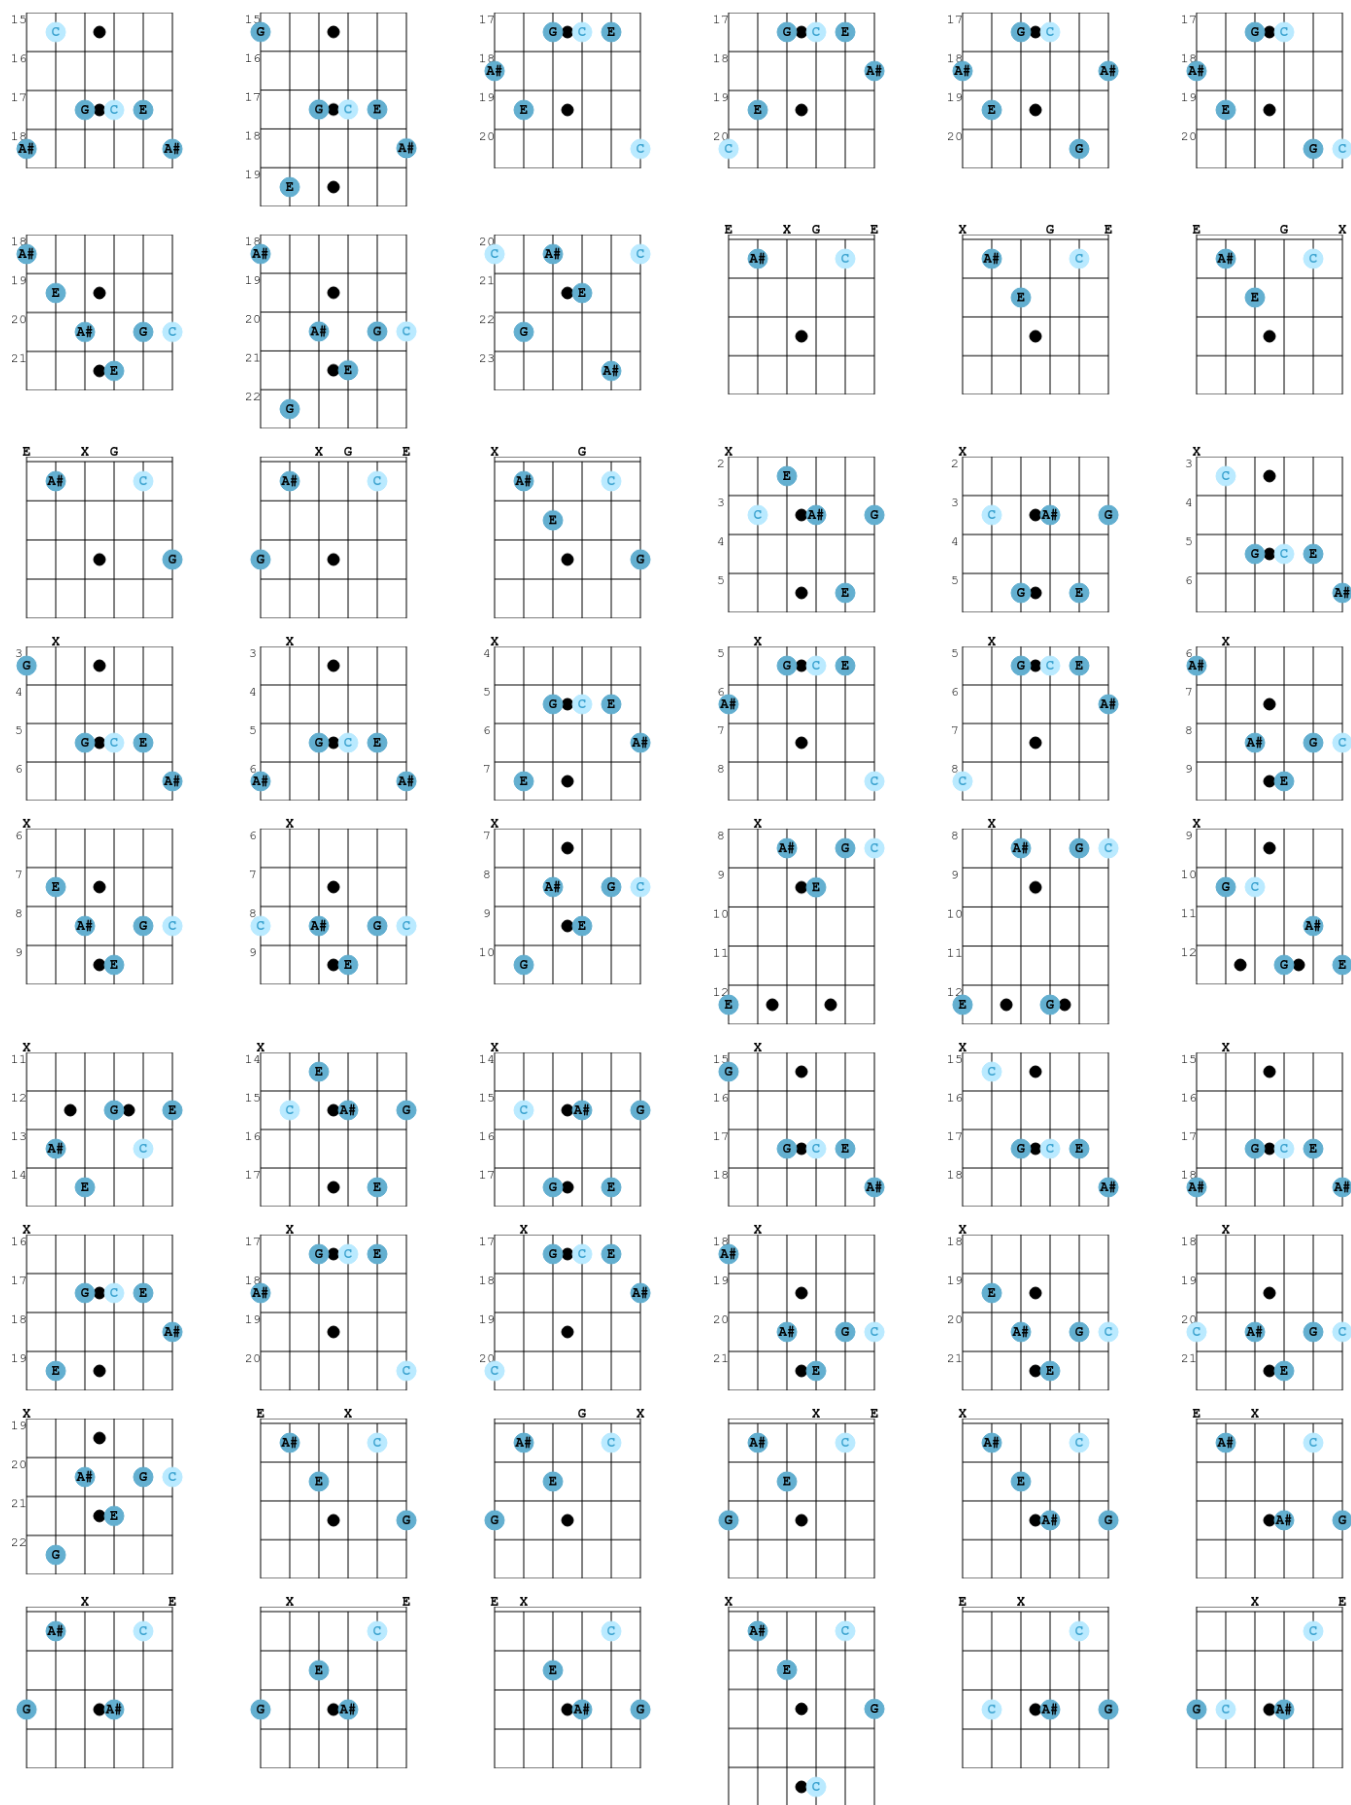 15 15 17 17 17 17
C G G C E G C E G C G C
16 16 18 18 18 18
A# A# A# A# A#
17 17 19 19 19 19
G C E G C E E E E E
18 18 20 20 20 20
A# A# A# C C G G C
19
E
E X G E X G E E G X
18 18 20
A# A# C A# C A# C A# C A# C
19 19 21
E E E E
20 20 22
A# G C A# G C G
21 21 23
E E A#
22
G
E X G X G E X G X X X
2 2 3
A# C A# C A# C E C
3 3 4
E C A# G C A# G
4 4 5
G G G G C E
5 5 6
E G E A#
X X X X X X
3 3 4 5 5 6
G G C E G C E A#
4 4 5 6 6 7
G C E A# A#
5 5 6 7 7 8
G C E G C E A# A# G C
6 6 7 8 8 9
A# A# A# E C C E
X X X X X X
6 6 7 8 8 9
A# G C A# G C
7 7 8 9 9 10
E A# G C E G C
8 8 9 10 10 11
A# G C C A# G C E A#
9 9 10 11 11 12
E E G G E
12 12
E E G
X X X X X X
11 14 14 15 15 15
E G C
12 15 15 16 16 16
G E C A# G C A# G
13 16 16 17 17 17
A# C G C E G C E G C E
14 17 17 18 18 18
E E G E A# A# A# A#
X X X X X X
16 17 17 18 18 18
G C E G C E A#
17 18 18 19 19 19
G C E A# A# E
18 19 19 20 20 20
A# A# G C A# G C C A# G C
19 20 20 21 21 21
E C C E E E
X E X G X X E X E X
19
A# C A# C A# C A# C A# C
20
A# G C E E E E
21
E G G G A# G A# G
22
G
X E X E E X X E X X E
A# C C C A# C C C
E E E
G A# G A# A# G G C A# G G C A#
C